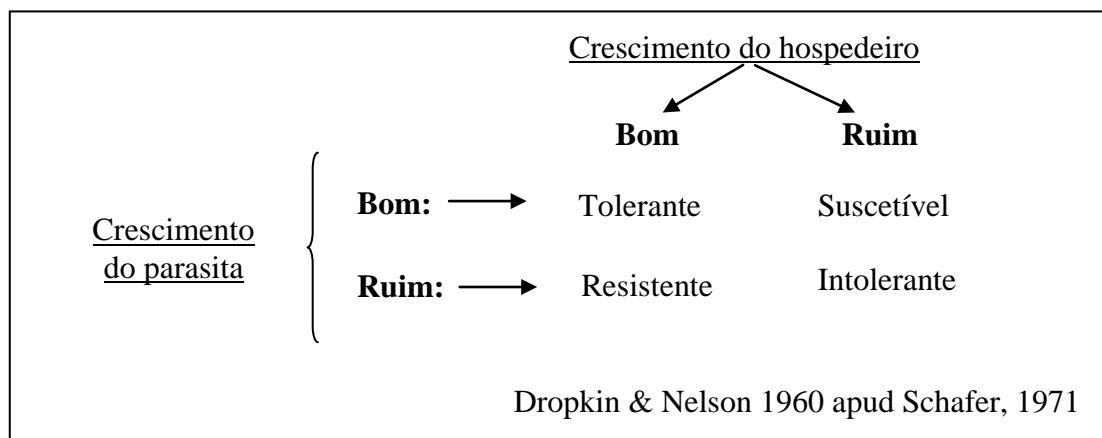 Crescimento do hospedeiro
Bom Ruim
Bom: Tolerante Suscetível
Crescimento
do parasita
Ruim: Resistente Intolerante
Dropkin & Nelson 1960 apud Schafer, 1971